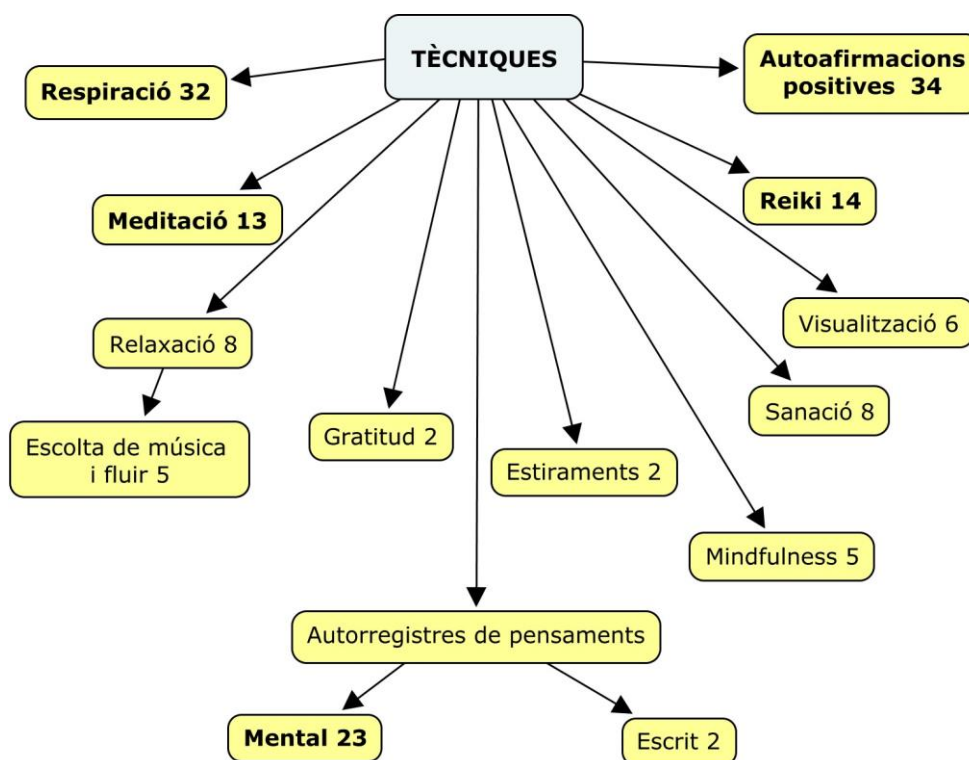 TÈCNIQUES
Respiració 32
Autoafirmacions
positives 34
Meditació 13
Reiki 14
Relaxació 8
Visualització 6
Escolta de música
i fluir 5
Gratitud 2
Sanació 8
Estiraments 2
Mindfulness 5
Autorregistres de pensaments
Mental 23
Escrit 2